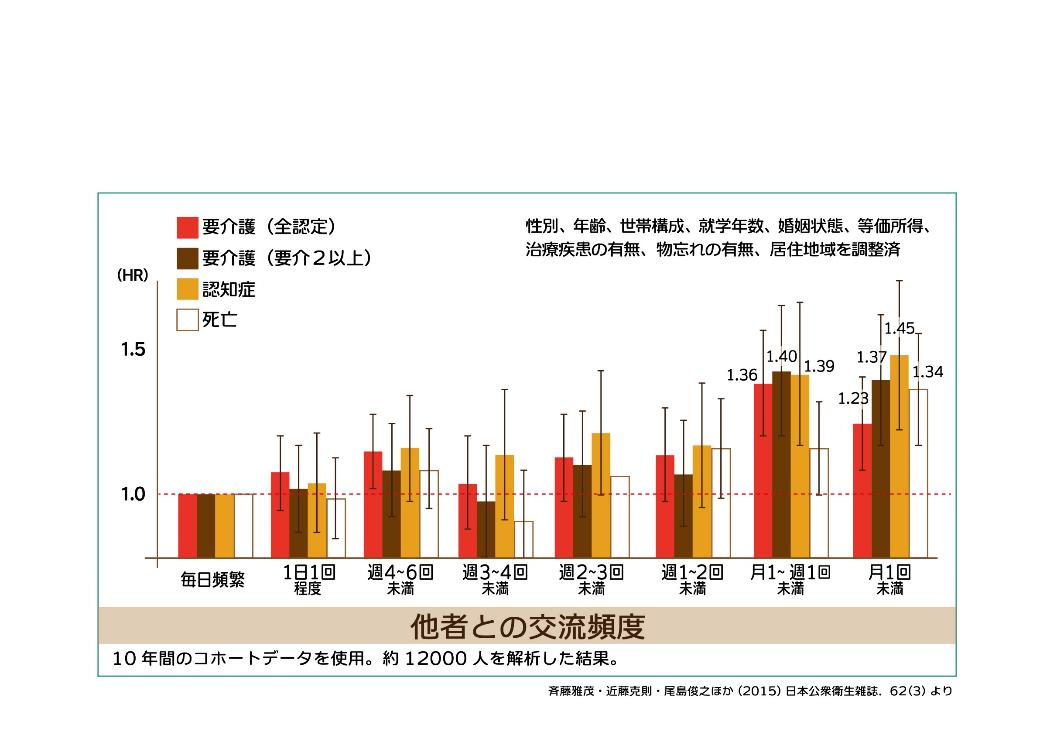 要介護（全認定）
要介護（要介２以上）
認知症
死亡
性別、年齢、世帯構成、就学年数、婚姻状態、等価所得、
治療疾患の有無、物忘れの有無、居住地域を調整済
(HR)
1.5
1.0
1.36
1.40
1.39
1.23
1.37
1.45
1.34
毎日頻繁
1日1回
程度
週4~6回
未満
週3~4回
未満
週2~3回
未満
週1~2回
未満
月1~週1回
未満
月1回
未満
他者との交流頻度
10 年間のコホートデータを使用。約 12000 人を解析した結果。
斉藤雅茂・近藤克則・尾島俊之ほか (2015) 日本公衆衛生雑誌．62(3) より